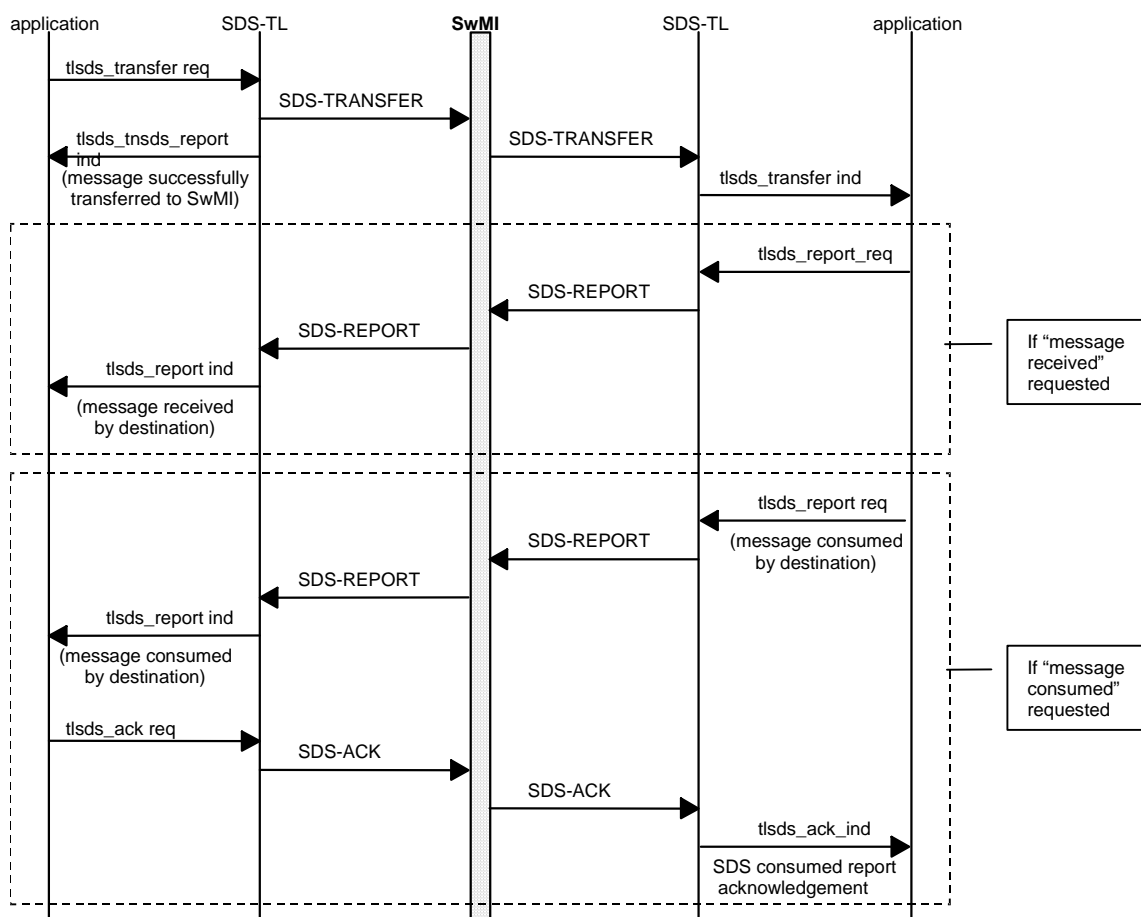 application
SDS-TL
SwMI
SDS-TL
application
tlsds_transfer req
SDS-TRANSFER
tlsds_tnsds_report
ind
(message successfully
transferred to SwMI)
SDS-TRANSFER
tlsds_transfer ind
tlsds_report_req
SDS-REPORT
SDS-REPORT
tlsds_report ind
(message received
by destination)
If “message
received”
requested
tlsds_report req
(message consumed
by destination)
SDS-REPORT
SDS-REPORT
tlsds_report ind
(message consumed
by destination)
If “message
consumed”
requested
tlsds_ack req
SDS-ACK
SDS-ACK
tlsds_ack_ind
SDS consumed report
acknowledgement